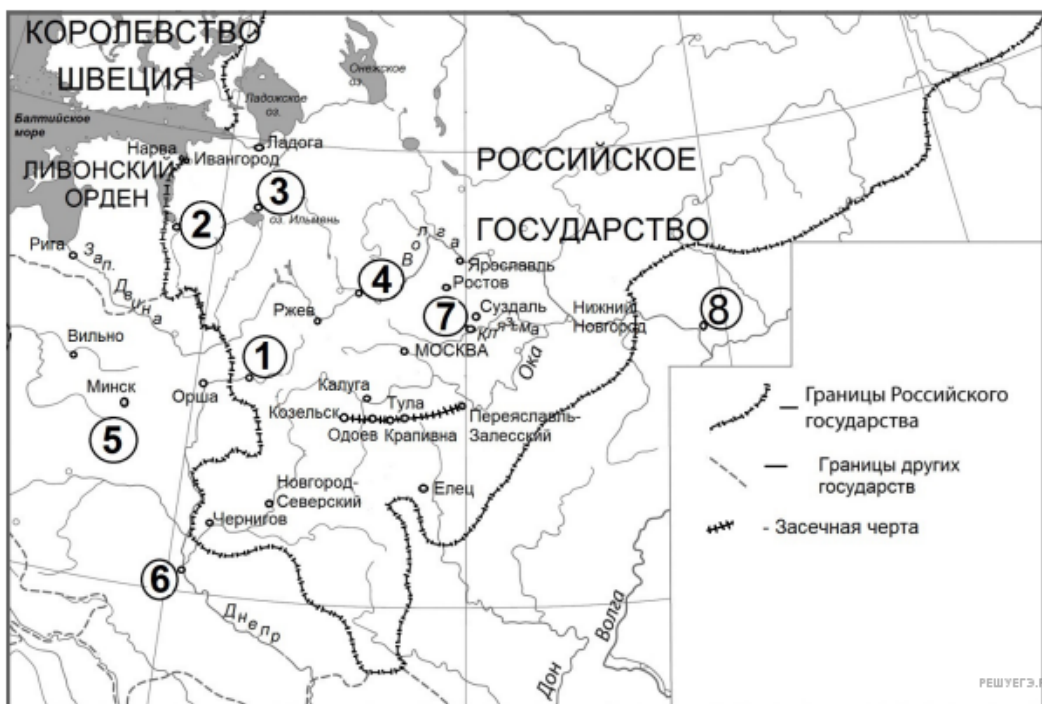 КОРОЛЕВСТВО
ШВЕЦИЯ
Онежское
оз.
Ладожское
оз.
Балтийское
море
Нарва
Ивангород
Ладога
ЛИВОНСКИЙ
ОРДЕН
РОССИЙСКОЕ
ГОСУДАРСТВО
3
оз. Ильмень
2
Рига
Зап. Двина
Волга
Ярославль
Ростов
4
Ржев
7
Суздаль
Клязьма
Нижний
Новгород
8
Вильно
1
МОСКВА
Ока
Минск
Орша
Калуга
Козельск
Тула
Переяславль-
Залесский
Одоев
Крапивна
5
Новгород-
Северский
Елец
Чернигов
6
Днепр
Дон
Волга
Границы Российского
государства
Границы других
государств
- Засечная черта